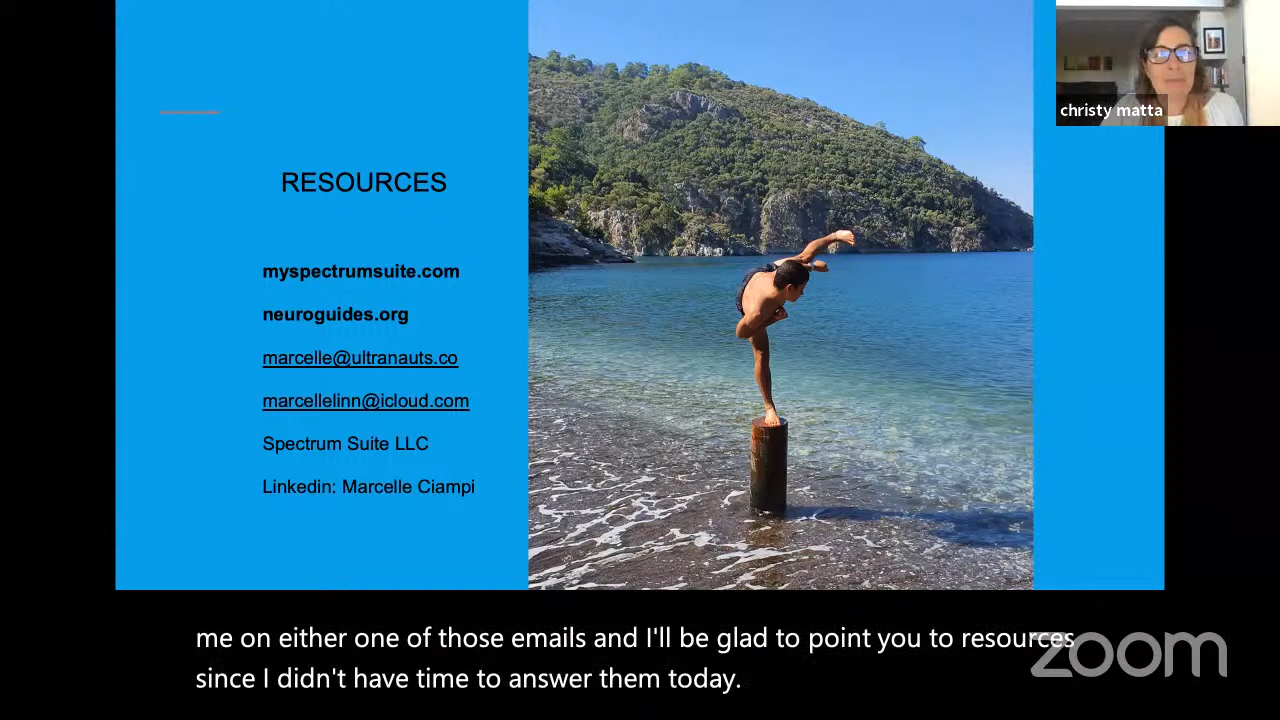 RESOURCES
myspectrumsuite.com
neuroguides.org
marcelle@ultranauts.co
marcellelinn@icloud.com
Spectrum Suite LLC
Linkedin: Marcelle Ciampi
christy matta
me on either one of those emails and I'll be glad to point you to resources
since I didn't have time to answer them today.
zoom